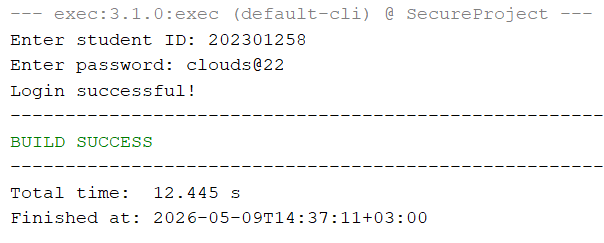 --- exec:3.1.0:exec (default-cli) @ SecureProject ---
Enter student ID: 202301258
Enter password: clouds@22
Login successful!
------------------------------------------------------
BUILD SUCCESS
------------------------------------------------------
Total time:  12.445 s
Finished at: 2026-05-09T14:37:11+03:00